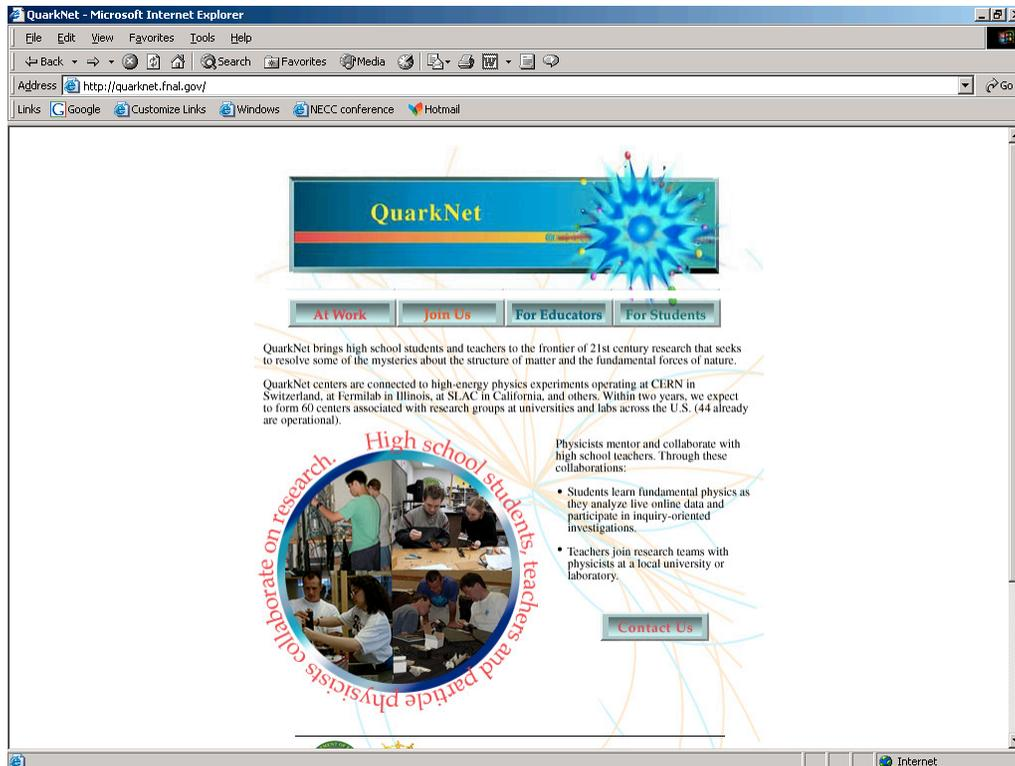 QuarkNet - Microsoft Internet Explorer
File Edit View Favorites Tools Help
Back Search Favorites Media
Address http://quarknet.fnal.gov/ Go
Links Google Customize Links Windows NECC conference Hotmail
QuarkNet
At Work Join Us For Educators For Students
QuarkNet brings high school students and teachers to the frontier of 21st century research that seeks
to resolve some of the mysteries about the structure of matter and the fundamental forces of nature.
QuarkNet centers are connected to high-energy physics experiments operating at CERN in
Switzerland, at Fermilab in Illinois, at SLAC in California, and others. Within two years, we expect
to form 60 centers associated with research groups at universities and labs across the U.S. (44 already
are operational).
High school students, teachers and particle physicists collaborate on research.
Physicists mentor and collaborate with
high school teachers. Through these
collaborations:
• Students learn fundamental physics as
they analyze live online data and
participate in inquiry-oriented
investigations.
• Teachers join research teams with
physicists at a local university or
laboratory.
Contact Us
Internet